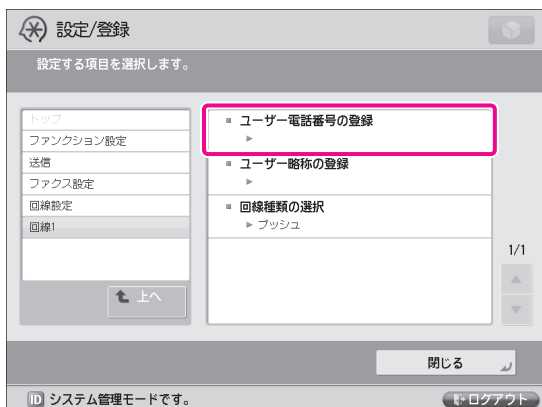 設定/登録
設定する項目を選択します。
トップ
ファンクション設定
送信
ファクス設定
回線設定
回線1
上へ
ユーザー電話番号の登録
ユーザー略称の登録
回線種類の選択
プッシュ
1/1
閉じる
ID システム管理モードです。
ログアウト